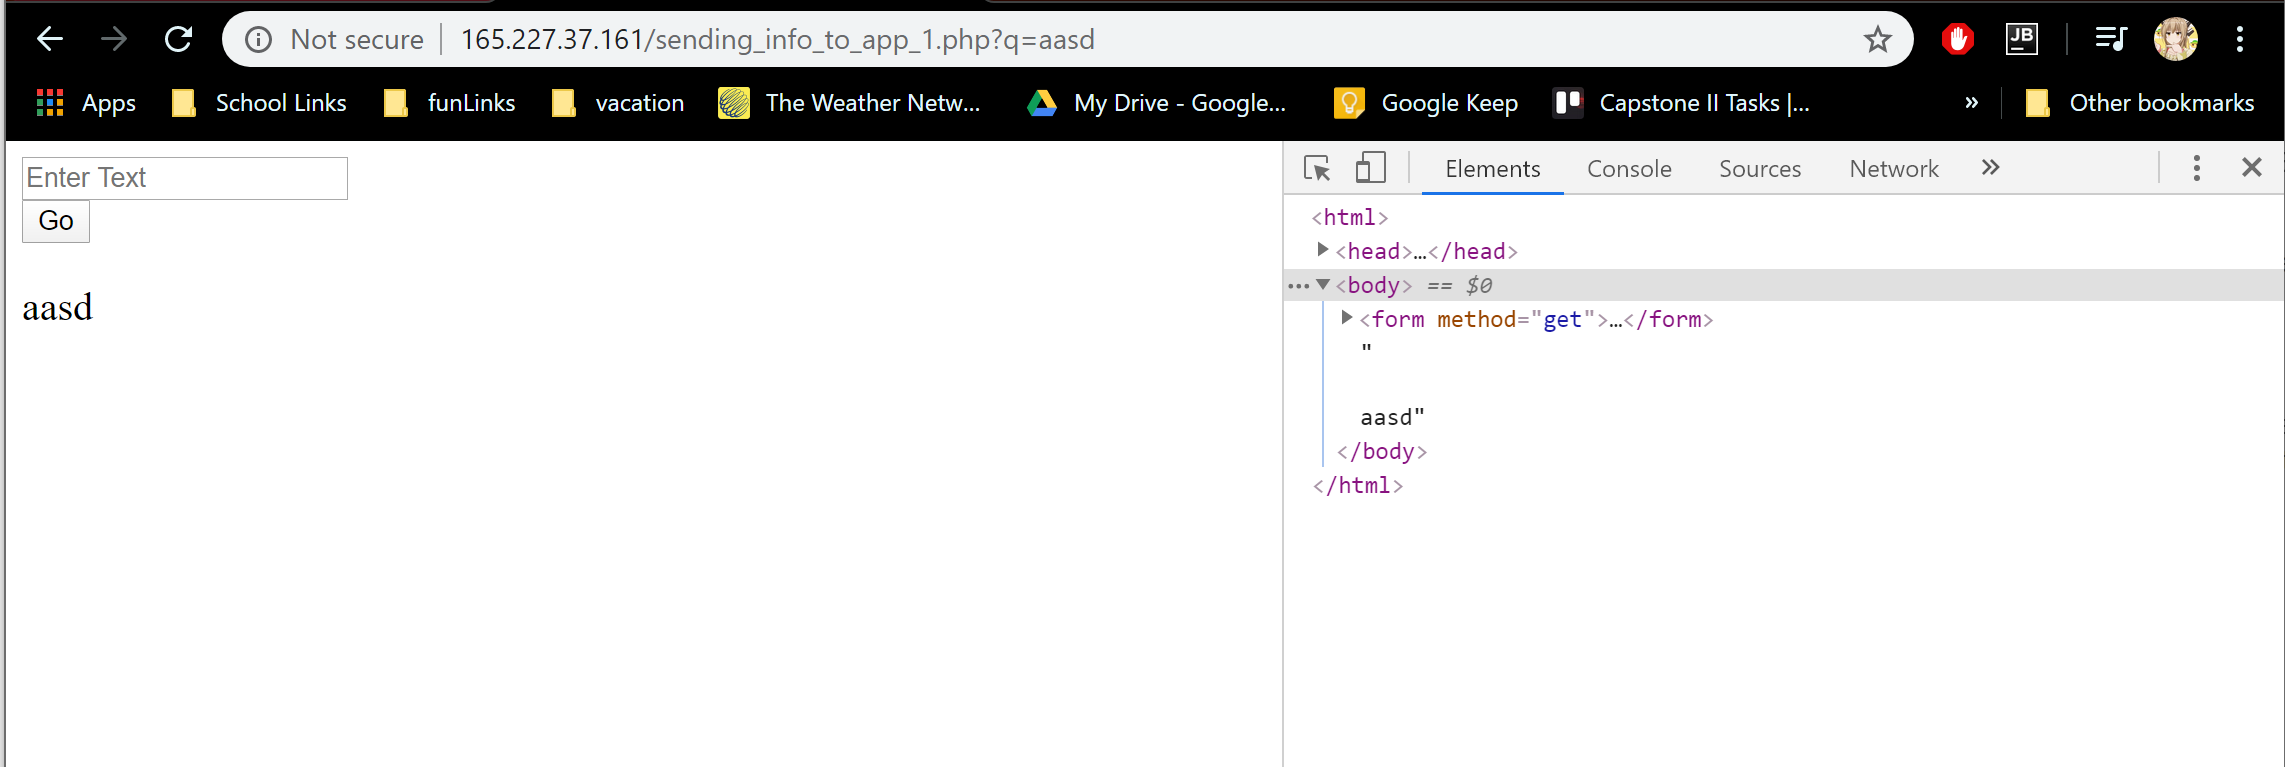 Not secure | 165.227.37.161/sending_info_to_app_1.php?q=aasd
JB
Apps School Links funLinks vacation The Weather Netw... My Drive - Google... Google Keep Capstone II Tasks |... » Other bookmarks
Enter Text
Go
aasd
Elements Console Sources Network »
<html>
<head>…</head>
<body> == $0
<form method="get">…</form>
"
aasd"
</body>
</html>